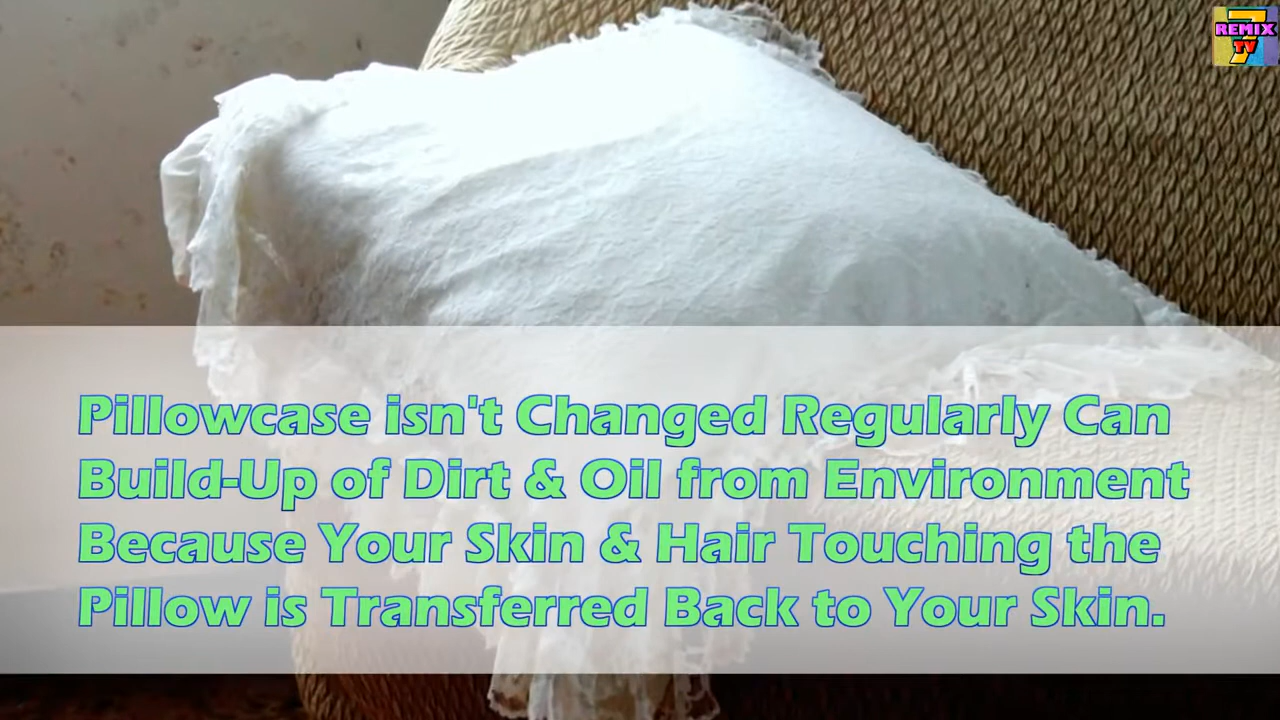 7
REMIX
TV
Pillowcase isn't Changed Regularly Can
Build-Up of Dirt & Oil from Environment
Because Your Skin & Hair Touching the
Pillow is Transferred Back to Your Skin.